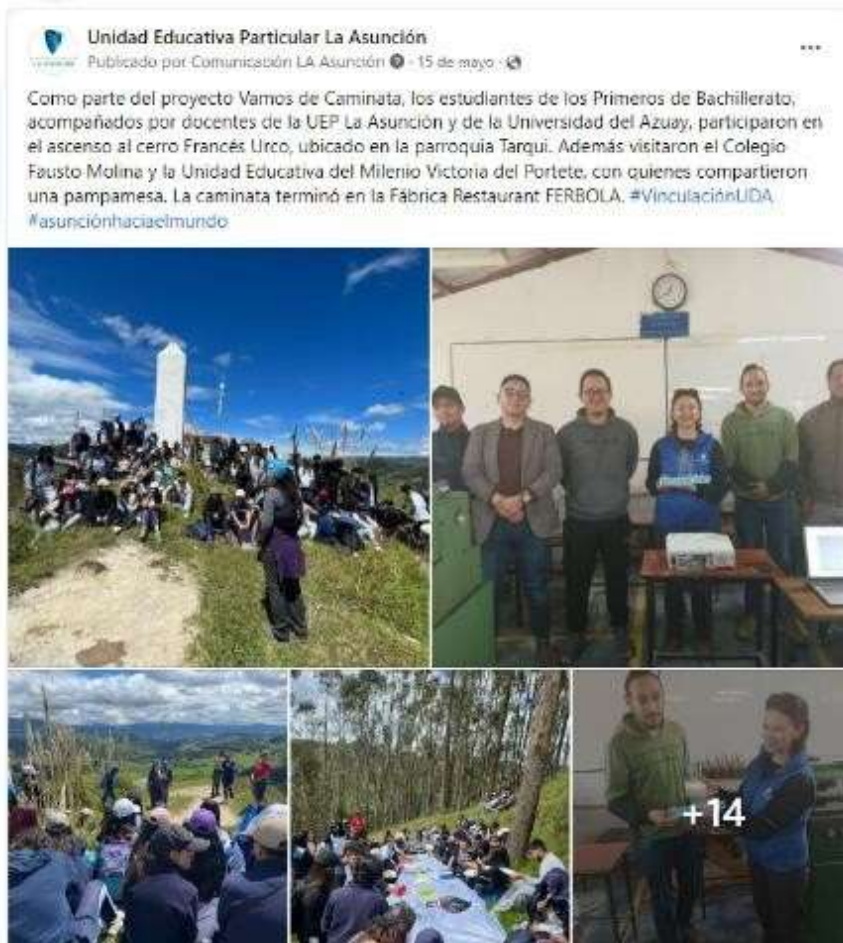 Unidad Educativa Particular La Asunción
Publicado por Comunicación LA Asunción · 15 de mayo ·
Como parte del proyecto Vamos de Caminata, los estudiantes de los Primeros de Bachillerato,
acompañados por docentes de la UEP La Asunción y de la Universidad del Azuay, participaron en
el ascenso al cerro Francés Urco, ubicado en la parroquia Tarqui. Además visitaron el Colegio
Fausto Molina y la Unidad Educativa del Milenio Victoria del Portete, con quienes compartieron
una pampamesa. La caminata terminó en la Fábrica Restaurant FERBOLA. #VinculaciónUDA
#asunciónhaciaelmundo
+14